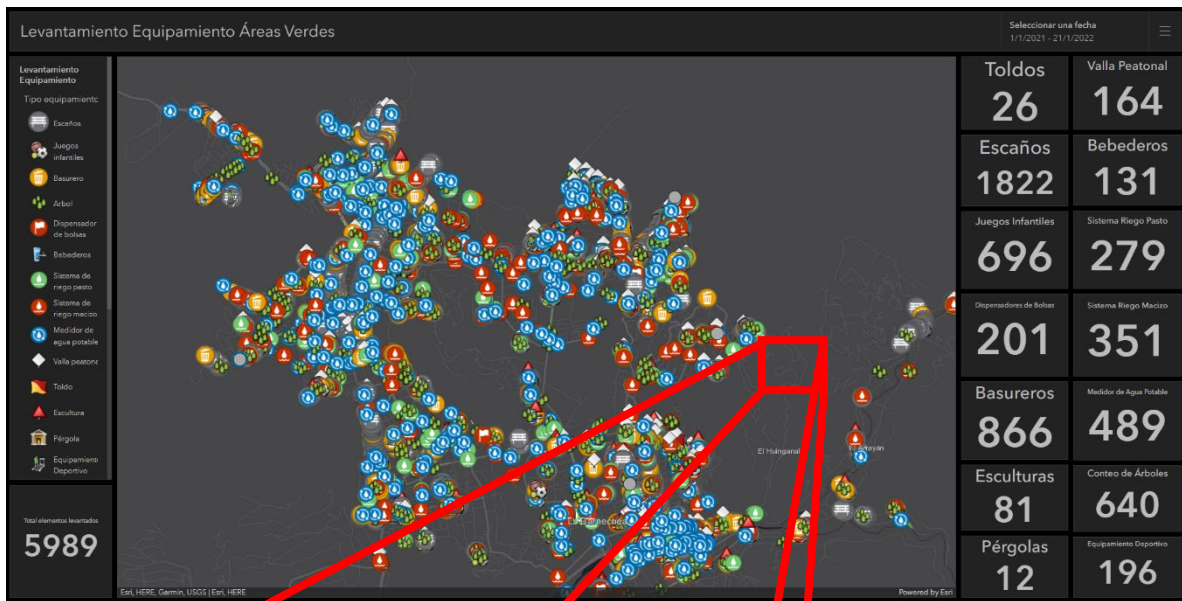 Levantamiento Equipamiento Áreas Verdes
Seleccionar una fecha
1/1/2021 - 21/1/2022
Levantamiento
Equipamiento
Tipo equipamiento
Escaños
Juegos
infantiles
Basurero
Arbol
Dispensador
de bolsas
Bebederos
Sistema de
riego pasto
Sistema de
riego macizo
Medidor de
agua potable
Valla peatona
Toldo
Escultura
Pérgola
Equipamiento
Deportivo
Total elementos levantados
5989
El Huinganal
El Arrayán
Esri, HERE, Garmin, USGS | Esri, HERE
Powered by Esri
Toldos
26
Valla Peatonal
164
Escaños
1822
Bebederos
131
Juegos Infantiles
696
Sistema Riego Pasto
279
Dispensadores de Bolsas
201
Sistema Riego Macizo
351
Basureros
866
Medidor de Agua Potable
489
Esculturas
81
Conteo de Árboles
640
Pérgolas
12
Equipamiento Deportivo
196